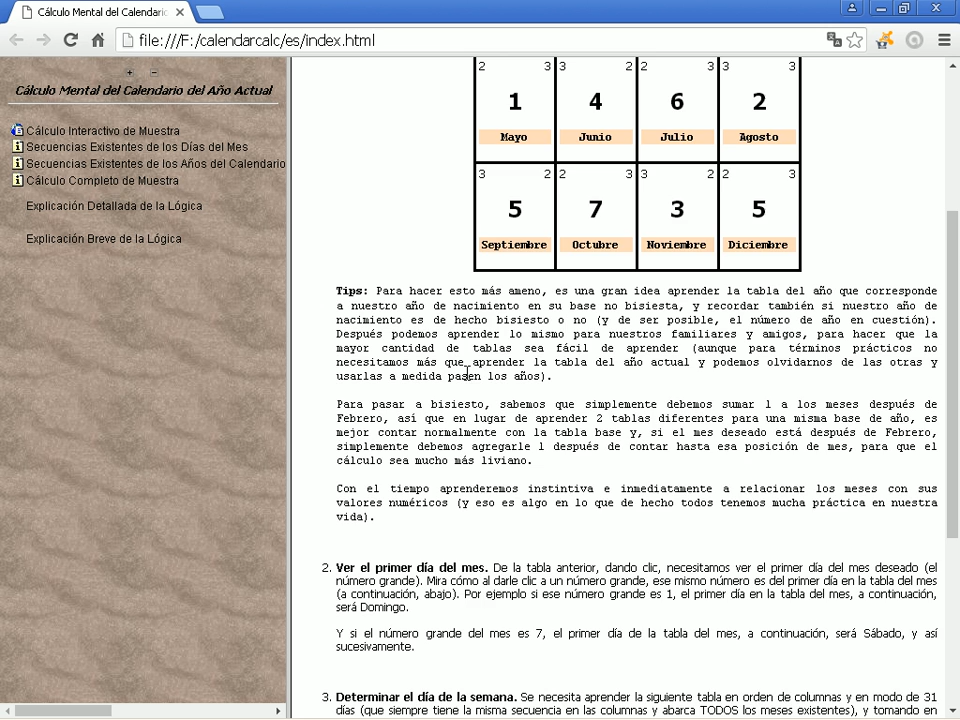 Cálculo Mental del Calendario
file:///F:/calendarcalc/es/index.html
+ −
Cálculo Mental del Calendario del Año Actual
Cálculo Interactivo de Muestra
Secuencias Existentes de los Días del Mes
Secuencias Existentes de los Años del Calendario
Cálculo Completo de Muestra
Explicación Detallada de la Lógica
Explicación Breve de la Lógica
2 3 3 2 2 3 3 3
1 4 6 2
Mayo Junio Julio Agosto
3 2 2 3 3 2 2 3
5 7 3 5
Septiembre Octubre Noviembre Diciembre
Tips: Para hacer esto más ameno, es una gran idea aprender la tabla del año que corresponde
a nuestro año de nacimiento en su base no bisiesta, y recordar también si nuestro año de
nacimiento es de hecho bisiesto o no (y de ser posible, el número de año en cuestión).
Después podemos aprender lo mismo para nuestros familiares y amigos, para hacer que la
mayor cantidad de tablas sea fácil de aprender (aunque para términos prácticos no
necesitamos más que aprender la tabla del año actual y podemos olvidarnos de las otras y
usarlas a medida pasen los años).
Para pasar a bisiesto, sabemos que simplemente debemos sumar 1 a los meses después de
Febrero, así que en lugar de aprender 2 tablas diferentes para una misma base de año, es
mejor contar normalmente con la tabla base y, si el mes deseado está después de Febrero,
simplemente debemos agregarle 1 después de contar hasta esa posición de mes, para que el
cálculo sea mucho más liviano.
Con el tiempo aprenderemos instintiva e inmediatamente a relacionar los meses con sus
valores numéricos (y eso es algo en lo que de hecho todos tenemos mucha práctica en nuestra
vida).
2. Ver el primer día del mes. De la tabla anterior, dando clic, necesitamos ver el primer día del mes deseado (el
número grande). Mira cómo al darle clic a un número grande, ese mismo número es del primer día en la tabla del mes
(a continuación, abajo). Por ejemplo si ese número grande es 1, el primer día en la tabla del mes, a continuación,
será Domingo.
Y si el número grande del mes es 7, el primer día de la tabla del mes, a continuación, será Sábado, y así
sucesivamente.
3. Determinar el día de la semana. Se necesita aprender la siguiente tabla en orden de columnas y en modo de 31
días (que siempre tiene la misma secuencia en las columnas y abarca TODOS los meses existentes), y tomando en